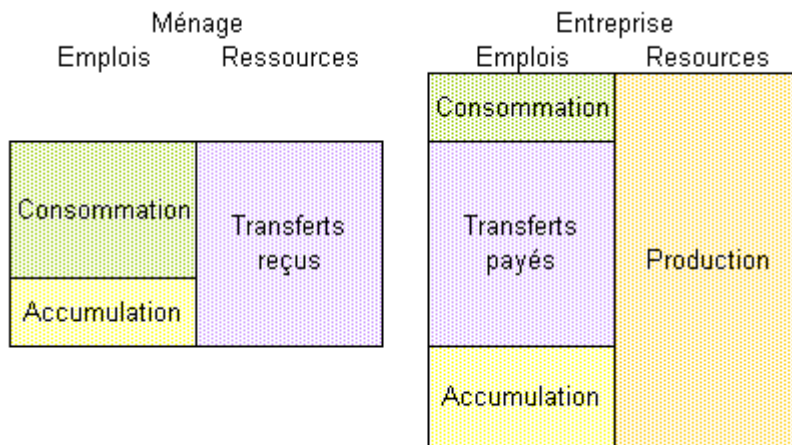 Ménage
Emplois Ressources
Consommation
Accumulation
Transferts
reçus
Entreprise
Emplois Resources
Consommation
Transferts
payés
Accumulation
Production